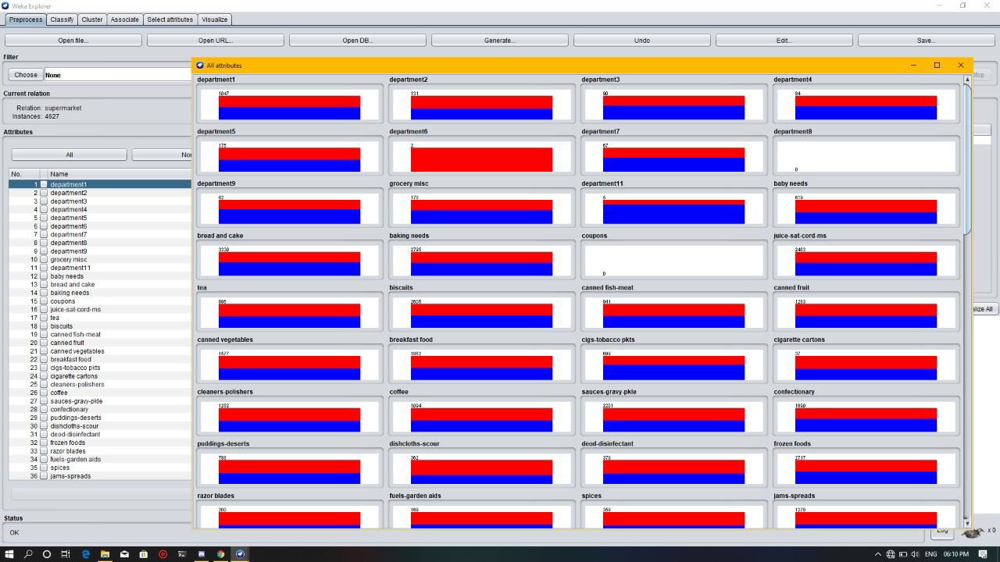 Weka Explorer
Preprocess Classify Cluster Associate Select attributes Visualize
Open file... Open URL... Open DB... Generate... Undo Edit... Save...
Filter
Choose None
Stop
Current relation
Relation: supermarket
Instances: 4627
Attributes
All
No. Name
1 department1
2 department2
3 department3
4 department4
5 department5
6 department6
7 department7
8 department8
9 department9
10 grocery misc
11 department11
12 baby needs
13 bread and cake
14 baking needs
15 coupons
16 juice-sat-cord-ms
17 tea
18 biscuits
19 canned fish-meat
20 canned fruit
21 canned vegetables
22 breakfast food
23 cigs-tobacco pkts
24 cigarette cartons
25 cleaners-polishers
26 coffee
27 sauces-gravy-pkle
28 confectionary
29 puddings-deserts
30 dishcloths-scour
31 deod-disinfectant
32 frozen foods
33 razor blades
34 fuels-garden aids
35 spices
36 jams-spreads
Status
OK
All attributes
department1 department2 department3 department4
1047 131 90 84
department5 department6 department7 department8
175 2 67 0
department9 grocery misc department11 baby needs
82 178 5 619
bread and cake baking needs coupons juice-sat-cord-ms
3330 2795 0 2463
tea biscuits canned fish-meat canned fruit
896 2605 941 1283
canned vegetables breakfast food cigs-tobacco pkts cigarette cartons
1577 1862 699 37
cleaners-polishers coffee sauces-gravy-pkle confectionary
1262 1094 2201 1690
puddings-deserts dishcloths-scour deod-disinfectant frozen foods
788 362 370 2717
razor blades fuels-garden aids spices jams-spreads
200 169 359 1278
alize All
Log x 0
ENG 06:10 PM